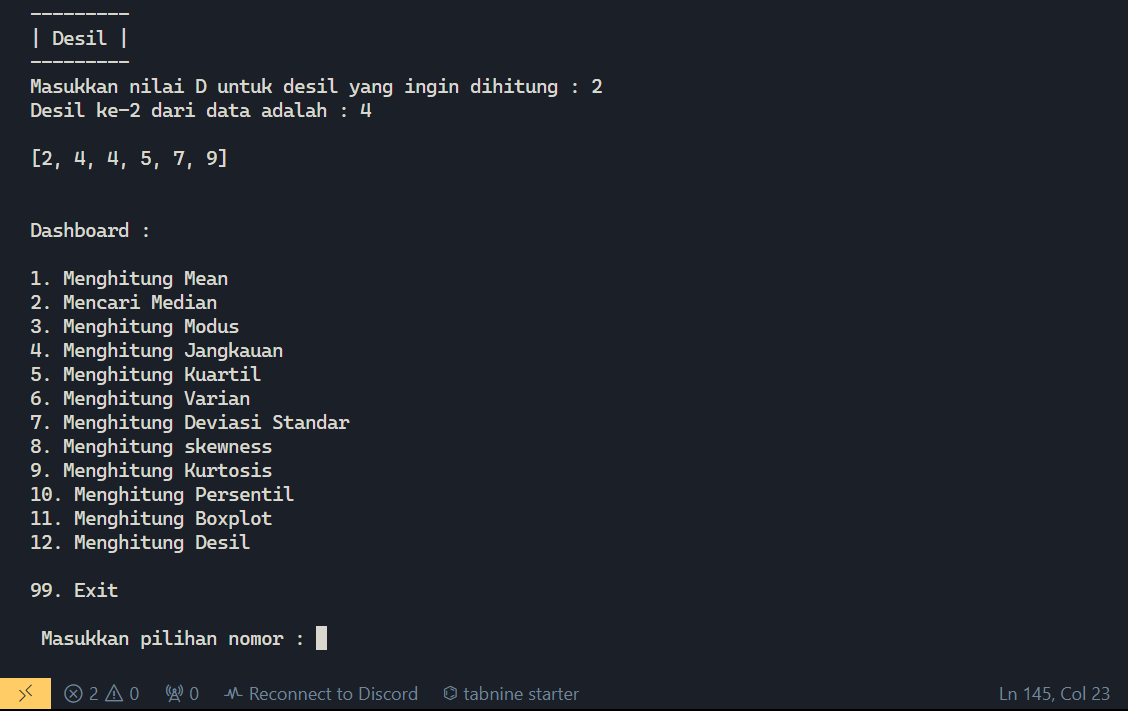 ---------
| Desil |
---------
Masukkan nilai D untuk desil yang ingin dihitung : 2
Desil ke-2 dari data adalah : 4
[2, 4, 4, 5, 7, 9]
Dashboard :
1. Menghitung Mean
2. Mencari Median
3. Menghitung Modus
4. Menghitung Jangkauan
5. Menghitung Kuartil
6. Menghitung Varian
7. Menghitung Deviasi Standar
8. Menghitung skewness
9. Menghitung Kurtosis
10. Menghitung Persentil
11. Menghitung Boxplot
12. Menghitung Desil
99. Exit
Masukkan pilihan nomor :
2 0 0 Reconnect to Discord tabnine starter Ln 145, Col 23